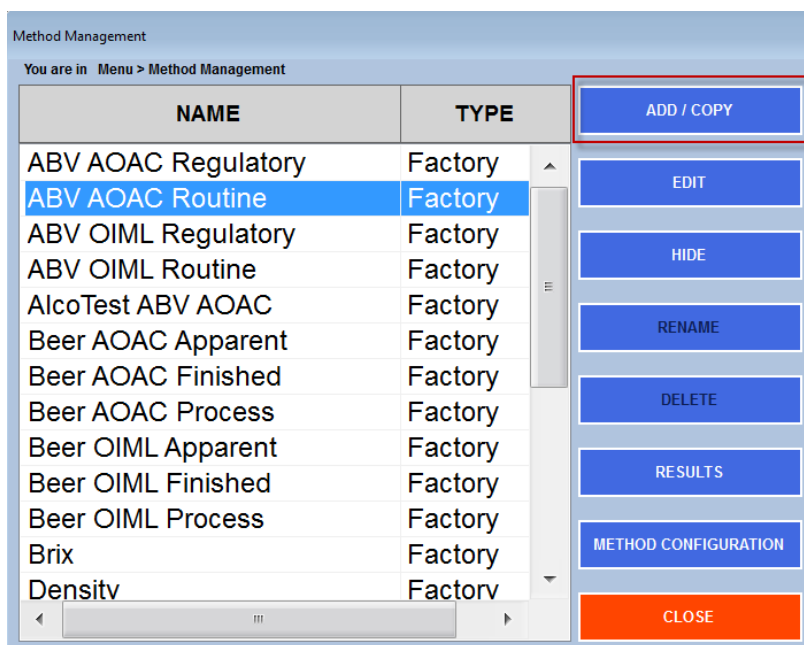 Method Management
You are in Menu > Method Management
NAME TYPE
ABV AOAC Regulatory Factory
ABV AOAC Routine Factory
ABV OIML Regulatory Factory
ABV OIML Routine Factory
AlcoTest ABV AOAC Factory
Beer AOAC Apparent Factory
Beer AOAC Finished Factory
Beer AOAC Process Factory
Beer OIML Apparent Factory
Beer OIML Finished Factory
Beer OIML Process Factory
Brix Factory
Density Factory
ADD / COPY
EDIT
HIDE
RENAME
DELETE
RESULTS
METHOD CONFIGURATION
CLOSE